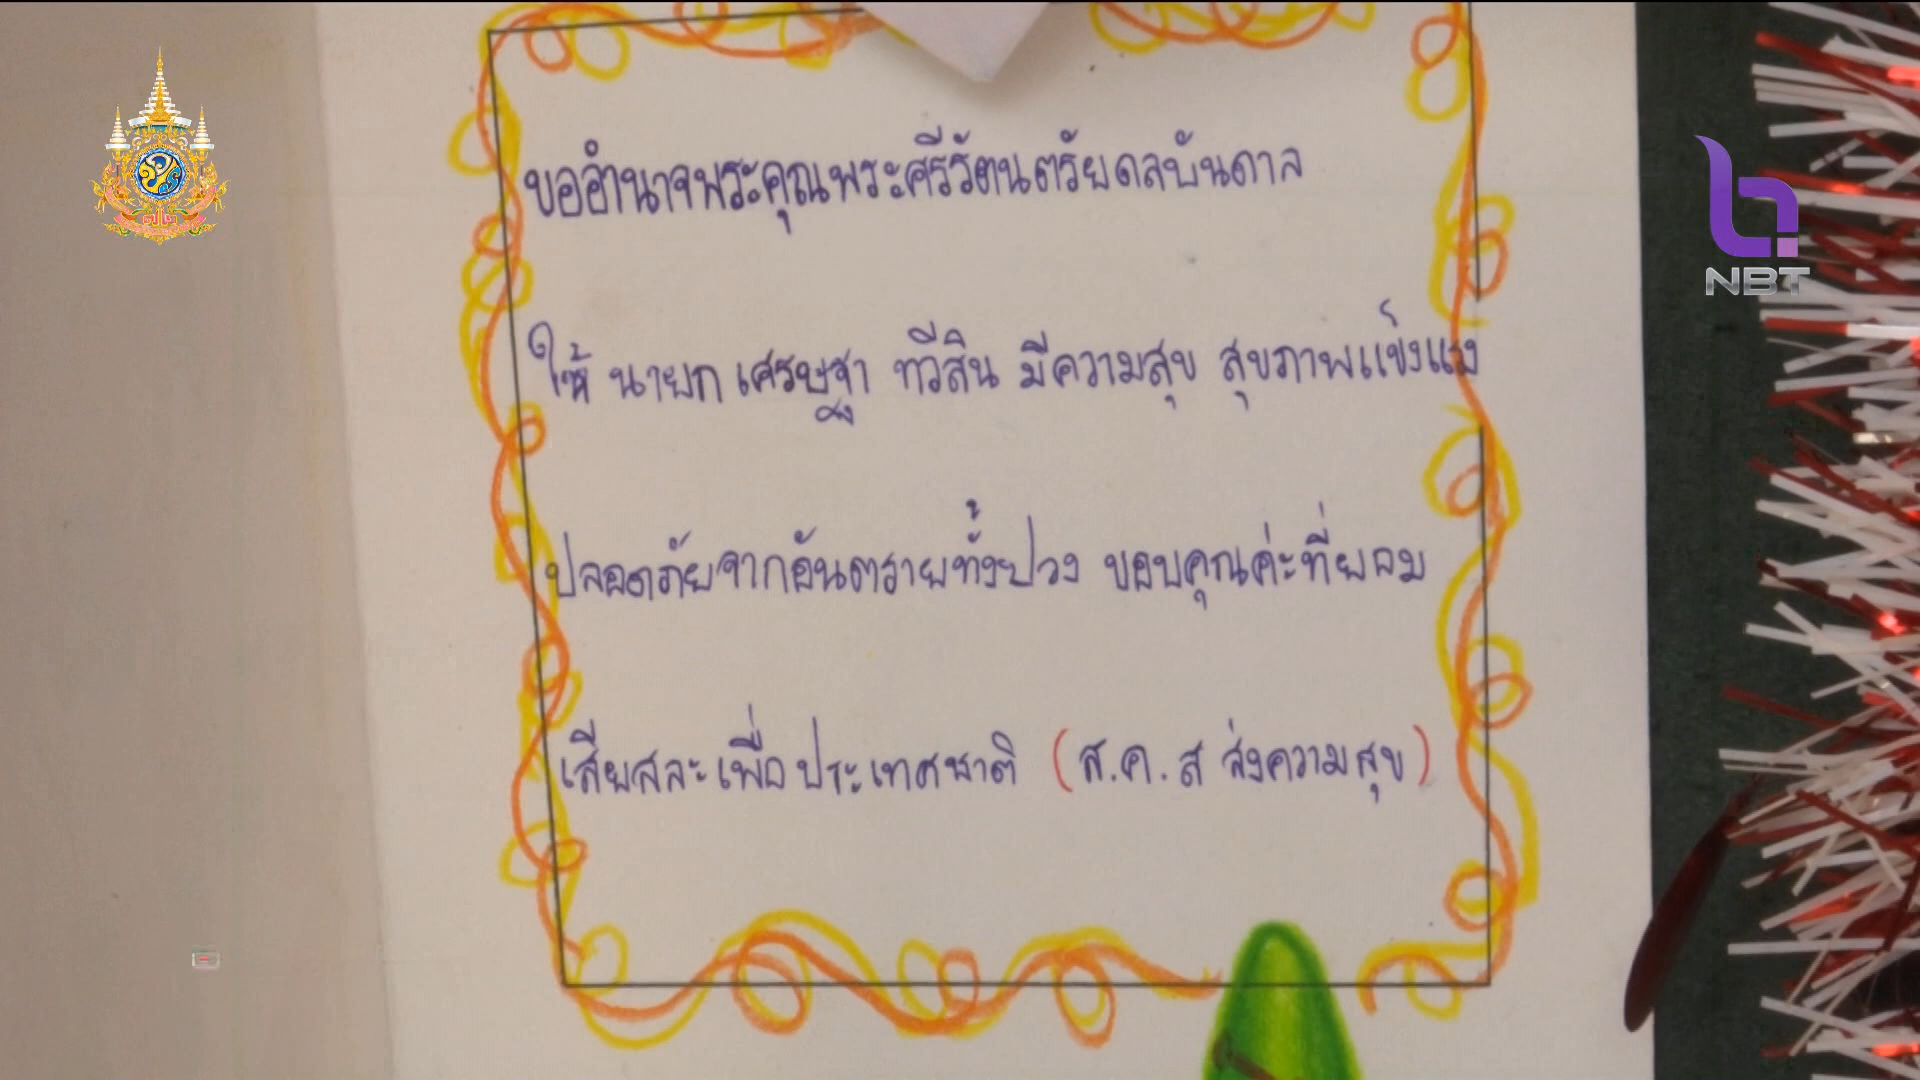 ขออำนาจพระคุณพระศรีรัตนตรัยดลบันดาล
ให้ นายก เศรษฐา ทวีสิน มีความสุข สุขภาพแข็งแรง
ปลอดภัยจากอันตรายทั้งปวง ขอบคุณค่ะที่ยอม
เสียสละเพื่อประเทศชาติ (ส.ค.ส ส่งความสุข)
NBT